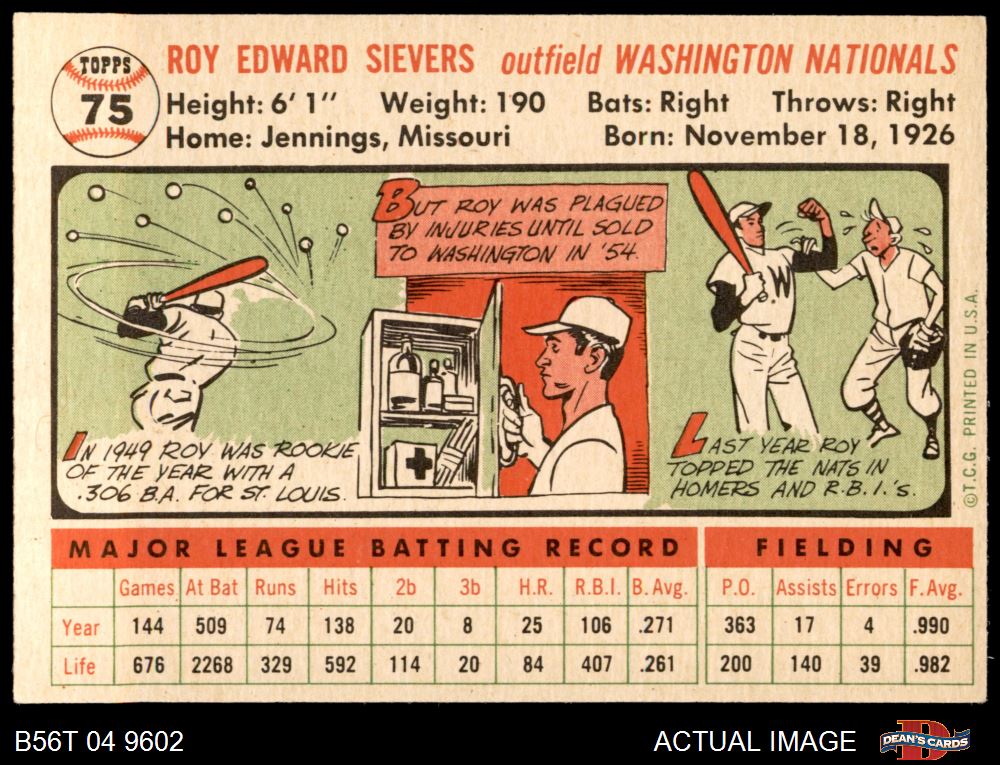 TOPPS
75
ROY EDWARD SIEVERS outfield WASHINGTON NATIONALS
Height: 6' 1" Weight: 190 Bats: Right Throws: Right
Home: Jennings, Missouri Born: November 18, 1926
IN 1949 ROY WAS ROOKIE
OF THE YEAR WITH A
.306 B.A. FOR ST. LOUIS.
BUT ROY WAS PLAGUED
BY INJURIES UNTIL SOLD
TO WASHINGTON IN '54.
W
LAST YEAR ROY
TOPPED THE NATS IN
HOMERS AND R.B.I.'s.
©T.C.G. PRINTED IN U.S.A.
MAJOR LEAGUE BATTING RECORD FIELDING
Games At Bat Runs Hits 2b 3b H.R. R.B.I. B. Avg. P.O. Assists Errors F. Avg.
Year 144 509 74 138 20 8 25 106 .271 363 17 4 .990
Life 676 2268 329 592 114 20 84 407 .261 200 140 39 .982
B56T 04 9602 ACTUAL IMAGE
D
DEAN'S CARDS